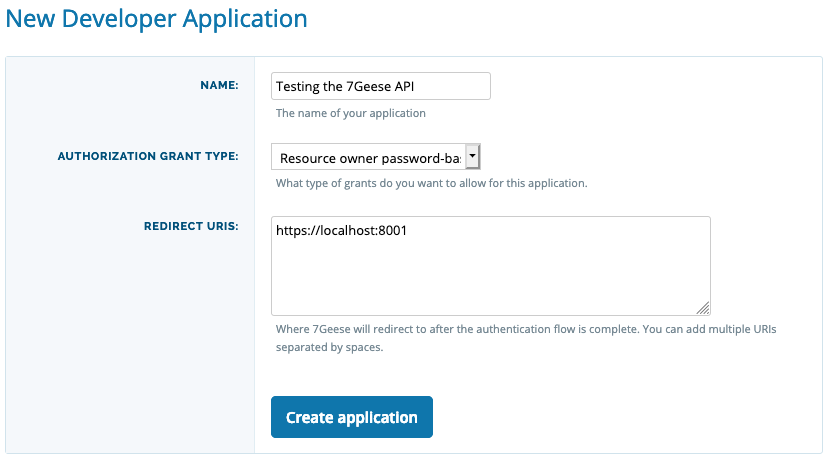 New Developer Application
NAME:
Testing the 7Geese API
The name of your application
AUTHORIZATION GRANT TYPE:
Resource owner password-ba
What type of grants do you want to allow for this application.
REDIRECT URIS:
https://localhost:8001
Where 7Geese will redirect to after the authentication flow is complete. You can add multiple URIs
separated by spaces.
Create application